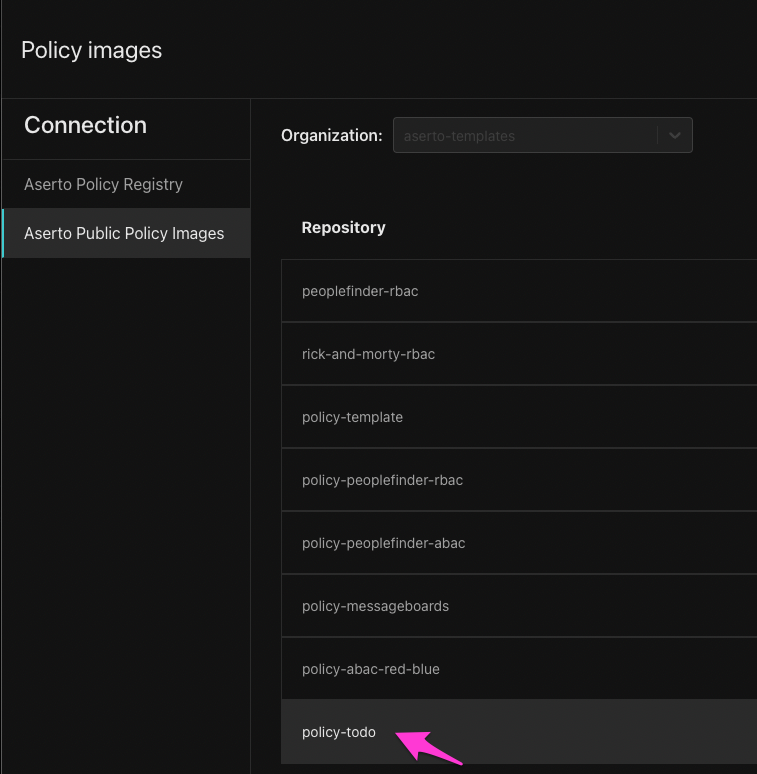 Policy images
Connection
Aserto Policy Registry
Aserto Public Policy Images
Organization: aserto-templates
Repository
peoplefinder-rbac
rick-and-morty-rbac
policy-template
policy-peoplefinder-rbac
policy-peoplefinder-abac
policy-messageboards
policy-abac-red-blue
policy-todo